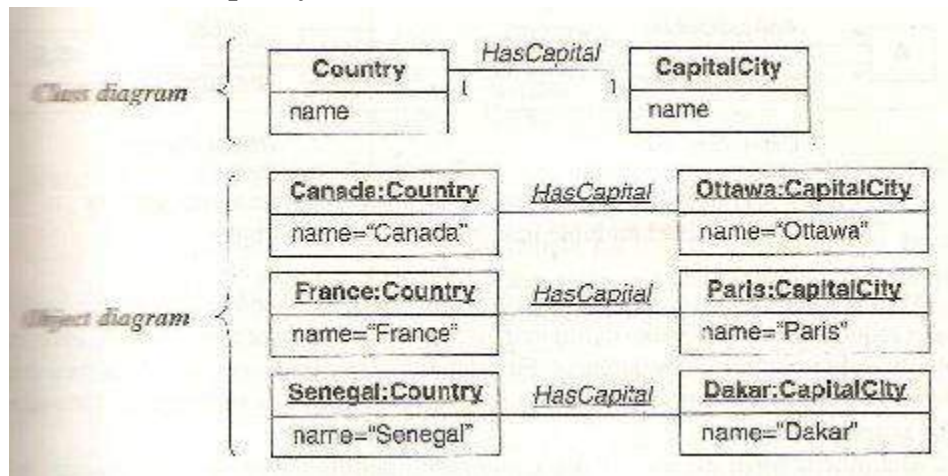 HasCapital
Country
CapitalCity
Class diagram
1
1
name
name
Canada:Country
HasCapital
Ottawa:CapitalCity
name="Canada"
name="Ottawa"
France:Country
HasCapital
Paris:CapitalCity
Object diagram
name="France"
name="Paris"
Senegal:Country
HasCapital
Dakar:CapitalCity
name="Senegal"
name="Dakar"